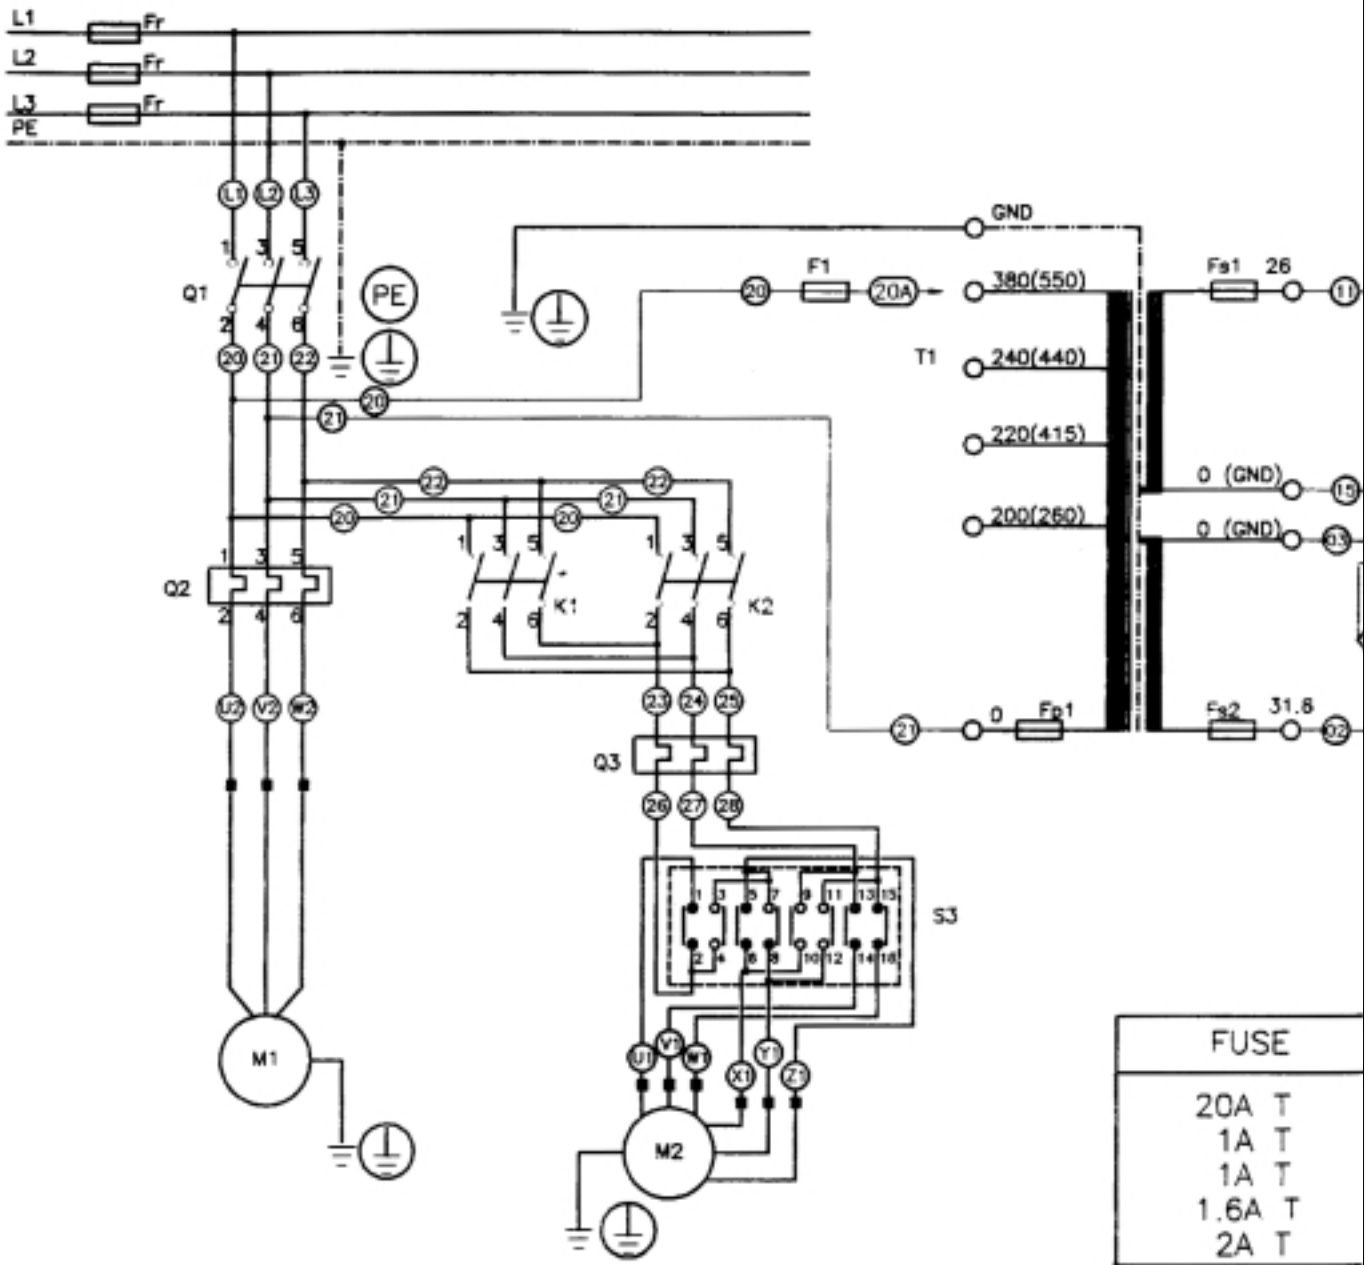 L1 Fr
L2 Fr
L3 Fr
PE
L1 L2 L3
GND
1 3 5
Q1
PE
F1
20 20A 380(550)
Fs1 26
11
2 4 6
20 21 22
T1 240(440)
20
21
220(415)
22 22
21 21
20 20
0 (GND) 15
200(260)
0 (GND) 03
1 3 5
1 3 5
1 3 5
Q2
K1
K2
2 4 6
2 4 6
2 4 6
U2 V2 W2
23 24 25
21 0 Fp1
Fs2 31.8 02
Q3
26 27 28
1 3 5 7 9 11 13 15
S3
2 4 6 8 10 12 14 16
U1 V1 W1
X1 Y1 Z1
M1
M2
FUSE
20A T
1A T
1A T
1.6A T
2A T